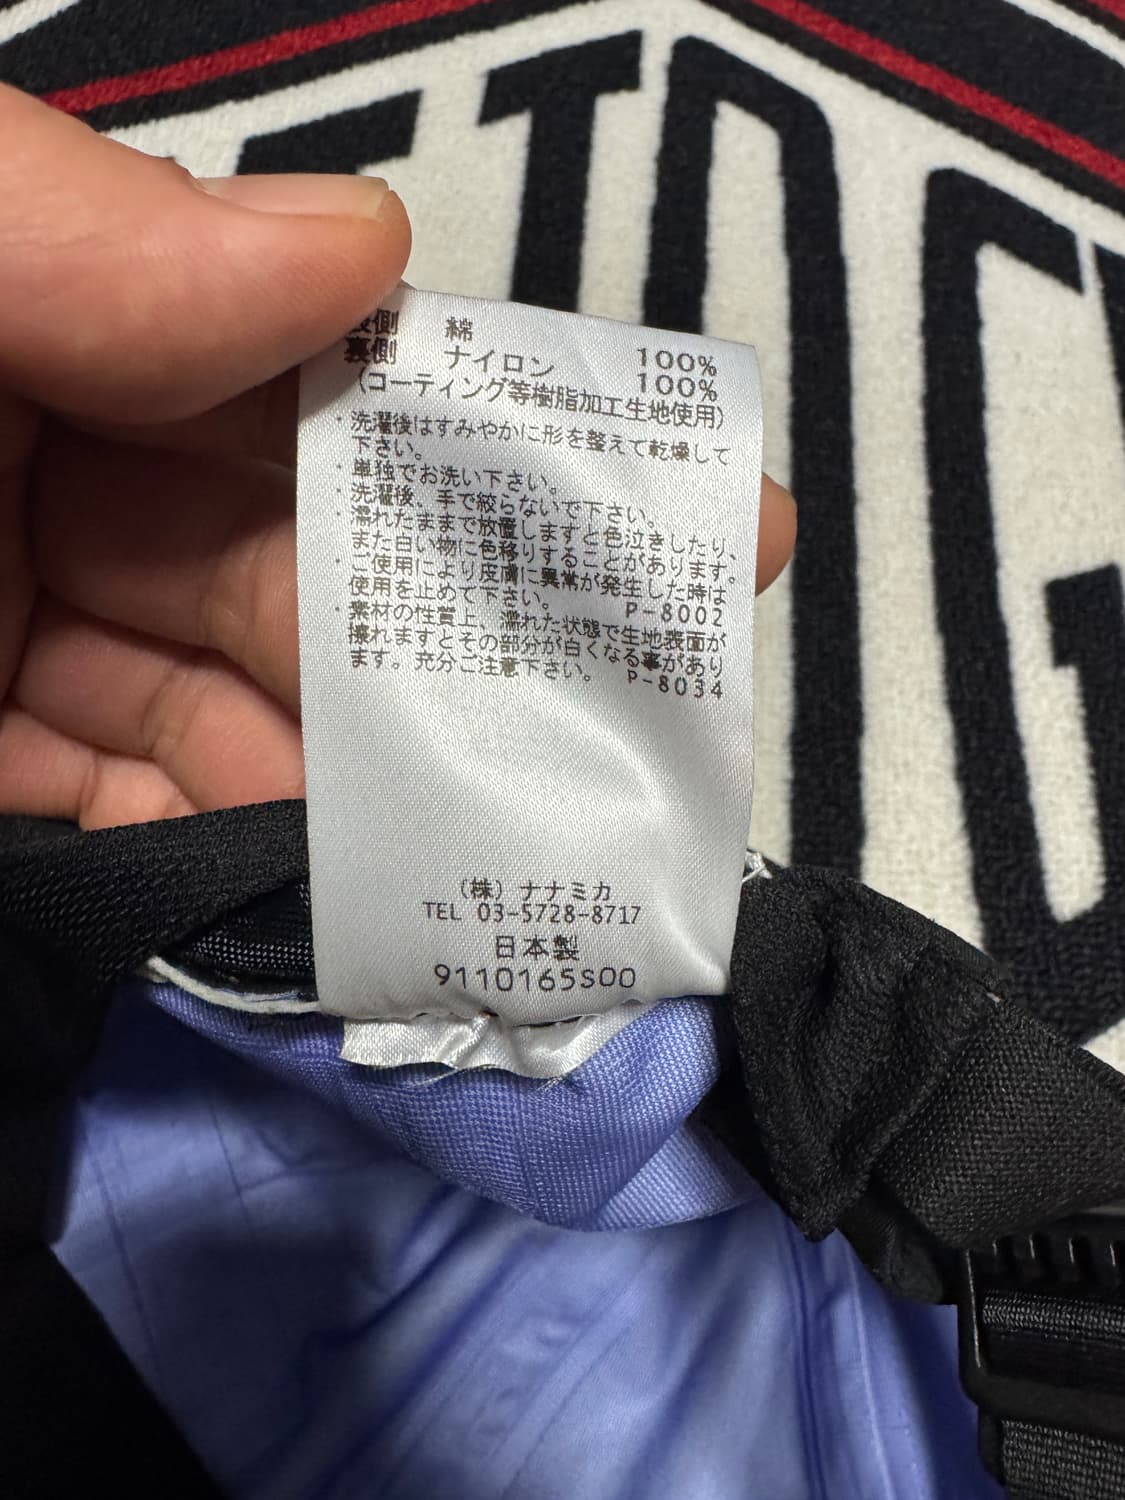 表側 綿 100%
裏側 ナイロン 100%
(コーティング等樹脂加工生地使用)
・洗濯後はすみやかに形を整えて乾燥して
下さい。
・単独でお洗い下さい。
・洗濯後、手で絞らないで下さい。
・濡れたままで放置しますと色泣きしたり、
また白い物に色移りすることがあります。
・ご使用により皮膚に異常が発生した時は
使用を止めて下さい。 P-8002
・素材の性質上、濡れた状態で生地表面が
擦れますとその部分が白くなる事があり
ます。充分ご注意下さい。 P-8034
(株)ナナミカ
TEL 03-5728-8717
日本製
9110165S00